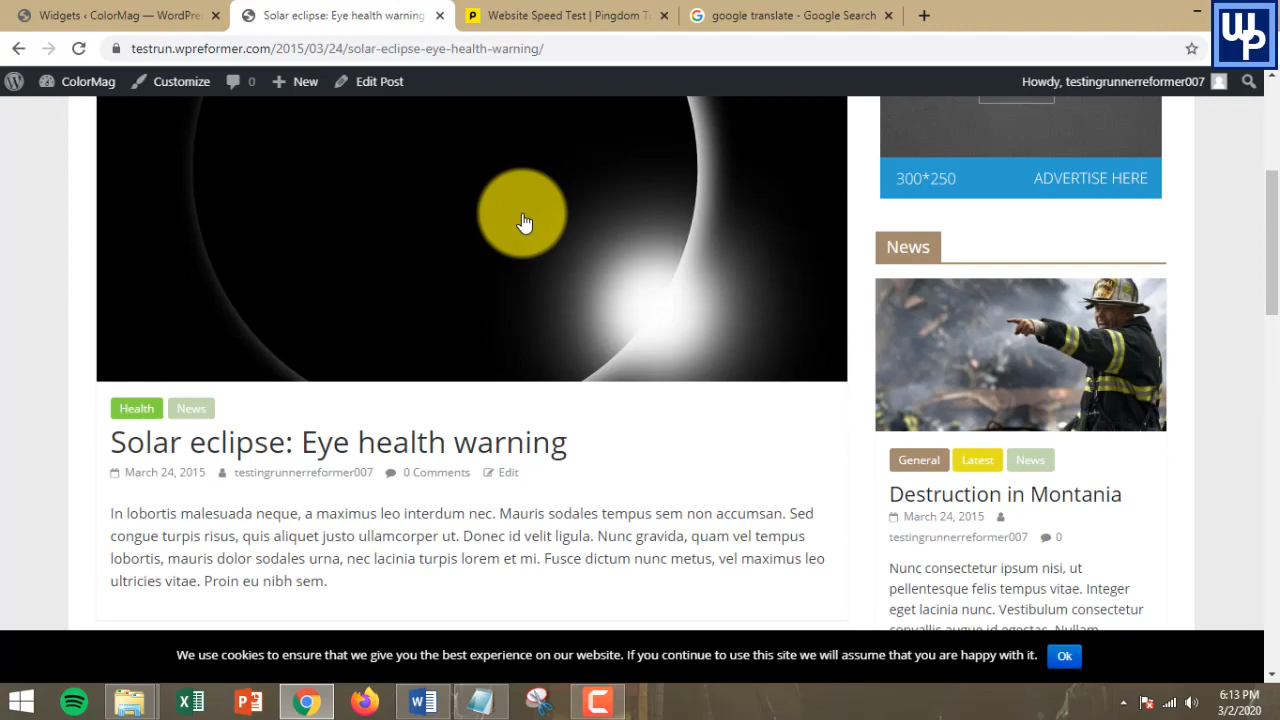 Widgets ‹ ColorMag — WordPre
Solar eclipse: Eye health warning
Website Speed Test | Pingdom To
google translate - Google Search
testrun.wpreformer.com/2015/03/24/solar-eclipse-eye-health-warning/
WP
ColorMag
Customize
0
New
Edit Post
Howdy, testingrunnerreformer007
300*250
ADVERTISE HERE
Health
News
Solar eclipse: Eye health warning
March 24, 2015 testingrunnerreformer007 0 Comments Edit
In lobortis malesuada neque, a maximus leo interdum nec. Mauris sodales tempus sem non accumsan. Sed
congue turpis risus, quis aliquet justo ullamcorper ut. Donec id velit ligula. Nunc gravida, quam vel tempus
lobortis, mauris dolor sodales urna, nec lacinia turpis lorem et mi. Fusce dictum nunc metus, vel maximus leo
ultricies vitae. Proin eu nibh sem.
News
General
Latest
News
Destruction in Montania
March 24, 2015
testingrunnerreformer007 0
Nunc consectetur ipsum nisi, ut
pellentesque felis tempus vitae. Integer
eget lacinia nunc. Vestibulum consectetur
convallis augue id egestas. Nullam
We use cookies to ensure that we give you the best experience on our website. If you continue to use this site we will assume that you are happy with it.
Ok
6:13 PM
3/2/2020